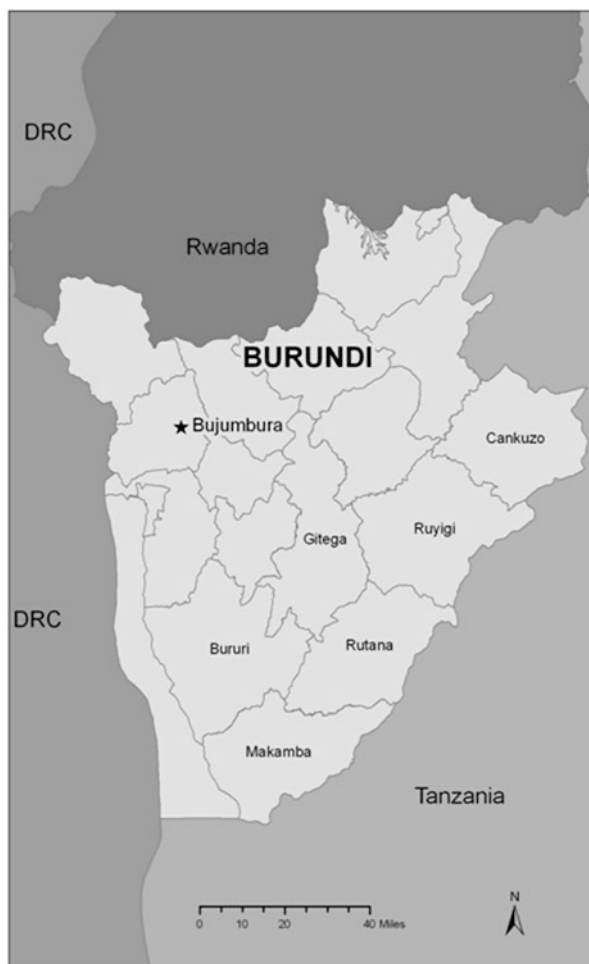 DRC
Rwanda
BURUNDI
Bujumbura
Cankuzo
Ruyigi
Gitega
DRC
Bururi
Rutana
Makamba
Tanzania
N
0 10 20 40 Miles